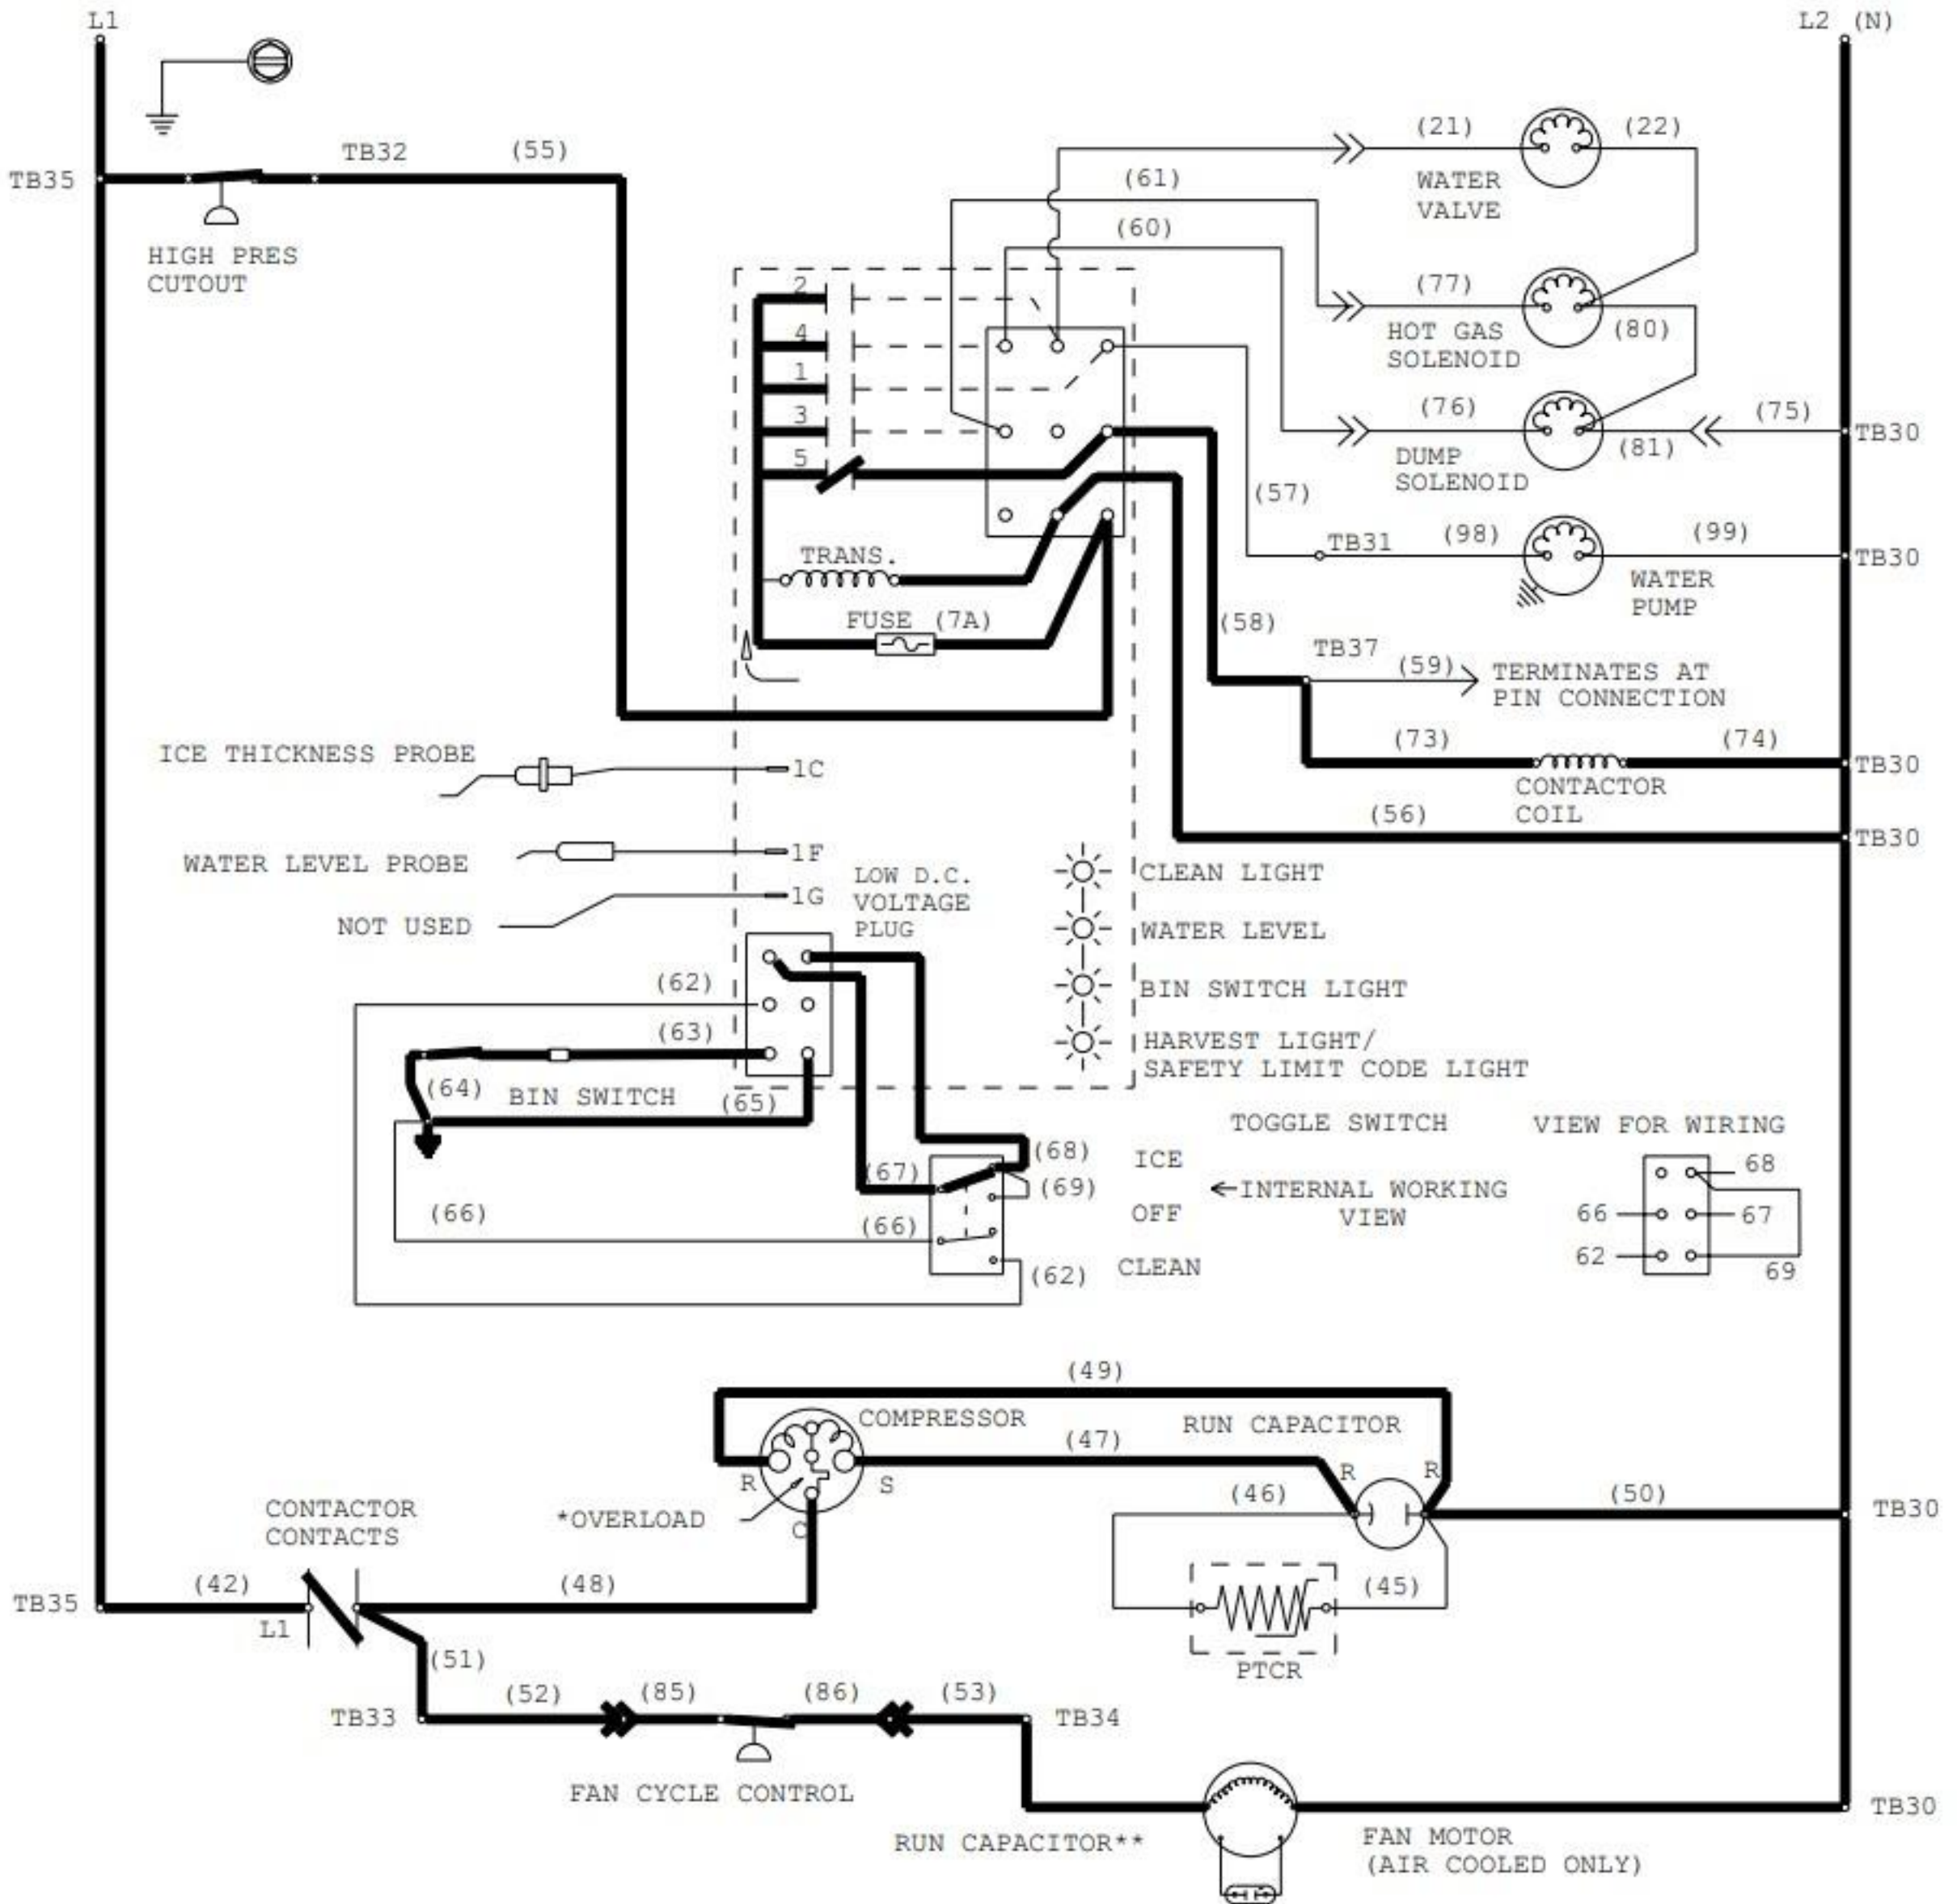 L1
L2 (N)
TB35
TB32
(55)
HIGH PRES
CUTOUT
(21)
(22)
WATER
VALVE
(61)
(60)
(77)
(80)
HOT GAS
SOLENOID
2
4
1
3
5
(76)
(81)
(75)
TB30
DUMP
SOLENOID
(57)
TB31
(98)
(99)
TB30
WATER
PUMP
TRANS.
FUSE (7A)
(58)
TB37
(59)
TERMINATES AT
PIN CONNECTION
(73)
(74)
TB30
CONTACTOR
COIL
(56)
TB30
ICE THICKNESS PROBE
1C
WATER LEVEL PROBE
1F
1G
NOT USED
LOW D.C.
VOLTAGE
PLUG
CLEAN LIGHT
WATER LEVEL
BIN SWITCH LIGHT
HARVEST LIGHT/
SAFETY LIMIT CODE LIGHT
(62)
(63)
(64)
BIN SWITCH
(65)
(66)
(67)
(66)
(68)
(69)
(62)
TOGGLE SWITCH
ICE
OFF
CLEAN
INTERNAL WORKING
VIEW
VIEW FOR WIRING
68
66
67
62
69
(49)
COMPRESSOR
RUN CAPACITOR
(47)
R
S
C
*OVERLOAD
R
R
(46)
(50)
TB30
CONTACTOR
CONTACTS
TB35
(42)
L1
(48)
(45)
PTCR
(51)
TB33
(52)
(85)
(86)
(53)
TB34
FAN CYCLE CONTROL
RUN CAPACITOR**
FAN MOTOR
(AIR COOLED ONLY)
TB30